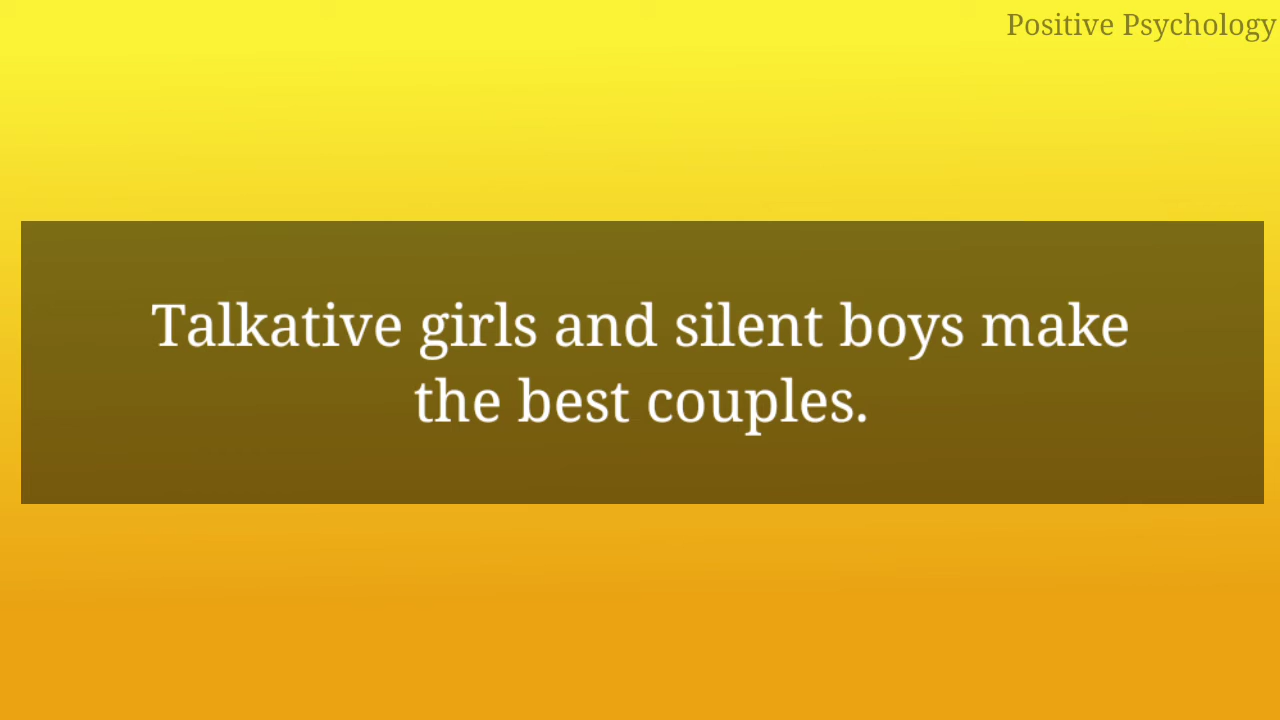 Positive Psychology
Talkative girls and silent boys make
the best couples.